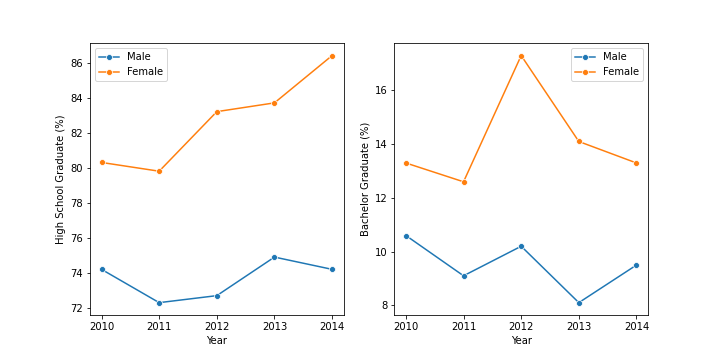 High School Graduate (%)
86
84
82
80
78
76
74
72
Male
Female
2010 2011 2012 2013 2014
Year
Bachelor Graduate (%)
16
14
12
10
8
Male
Female
2010 2011 2012 2013 2014
Year